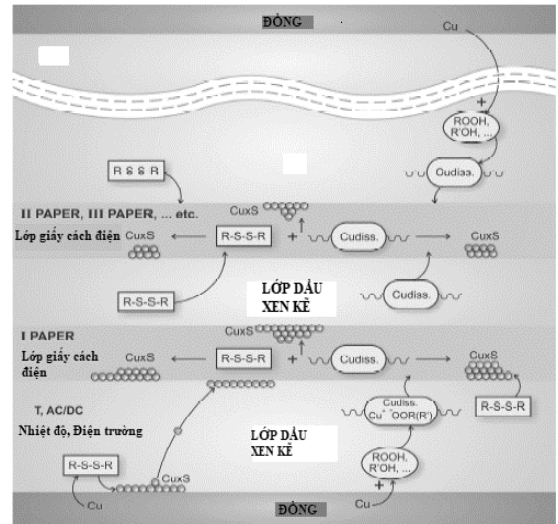 ĐỒNG
Cu
+
ROOH,
R'OH, ...
R S S R
Cudiss.
II PAPER, III PAPER, ... etc.
CuxS
Lớp giấy cách điện
CuxS
R-S-S-R
+
Cudiss.
CuxS
R-S-S-R
LỚP DẦU
XEN KẼ
Cudiss.
I PAPER
CuxS
Lớp giấy cách
điện
CuxS
R-S-S-R
+
Cudiss.
CuxS
T, AC/DC
Nhiệt độ, Điện trường
Cudiss.
Cu⁺ ⁻OOR(R')
R-S-S-R
LỚP DẦU
XEN KẼ
R-S-S-R
CuxS
ROOH,
R'OH, ...
+
Cu
ĐỒNG
Cu